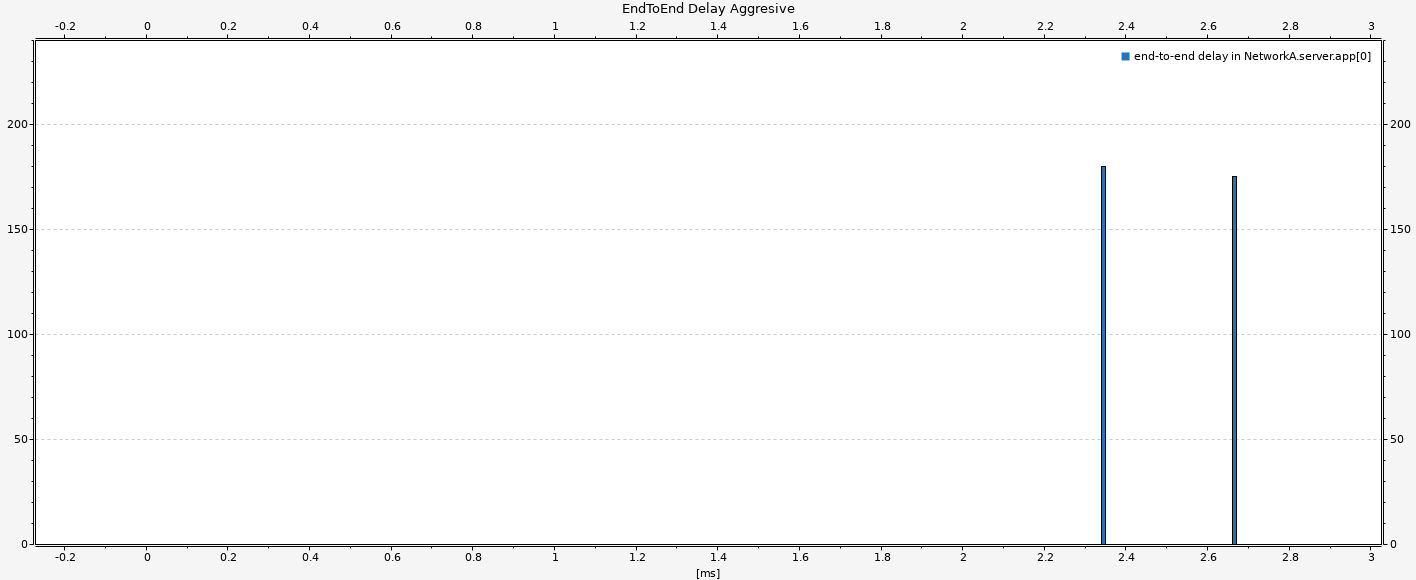 EndToEnd Delay Aggresive
-0.2 0 0.2 0.4 0.6 0.8 1 1.2 1.4 1.6 1.8 2 2.2 2.4 2.6 2.8 3
end-to-end delay in NetworkA.server.app[0]
200 200
150 150
100 100
50 50
0 0
-0.2 0 0.2 0.4 0.6 0.8 1 1.2 1.4 1.6 1.8 2 2.2 2.4 2.6 2.8 3
[ms]